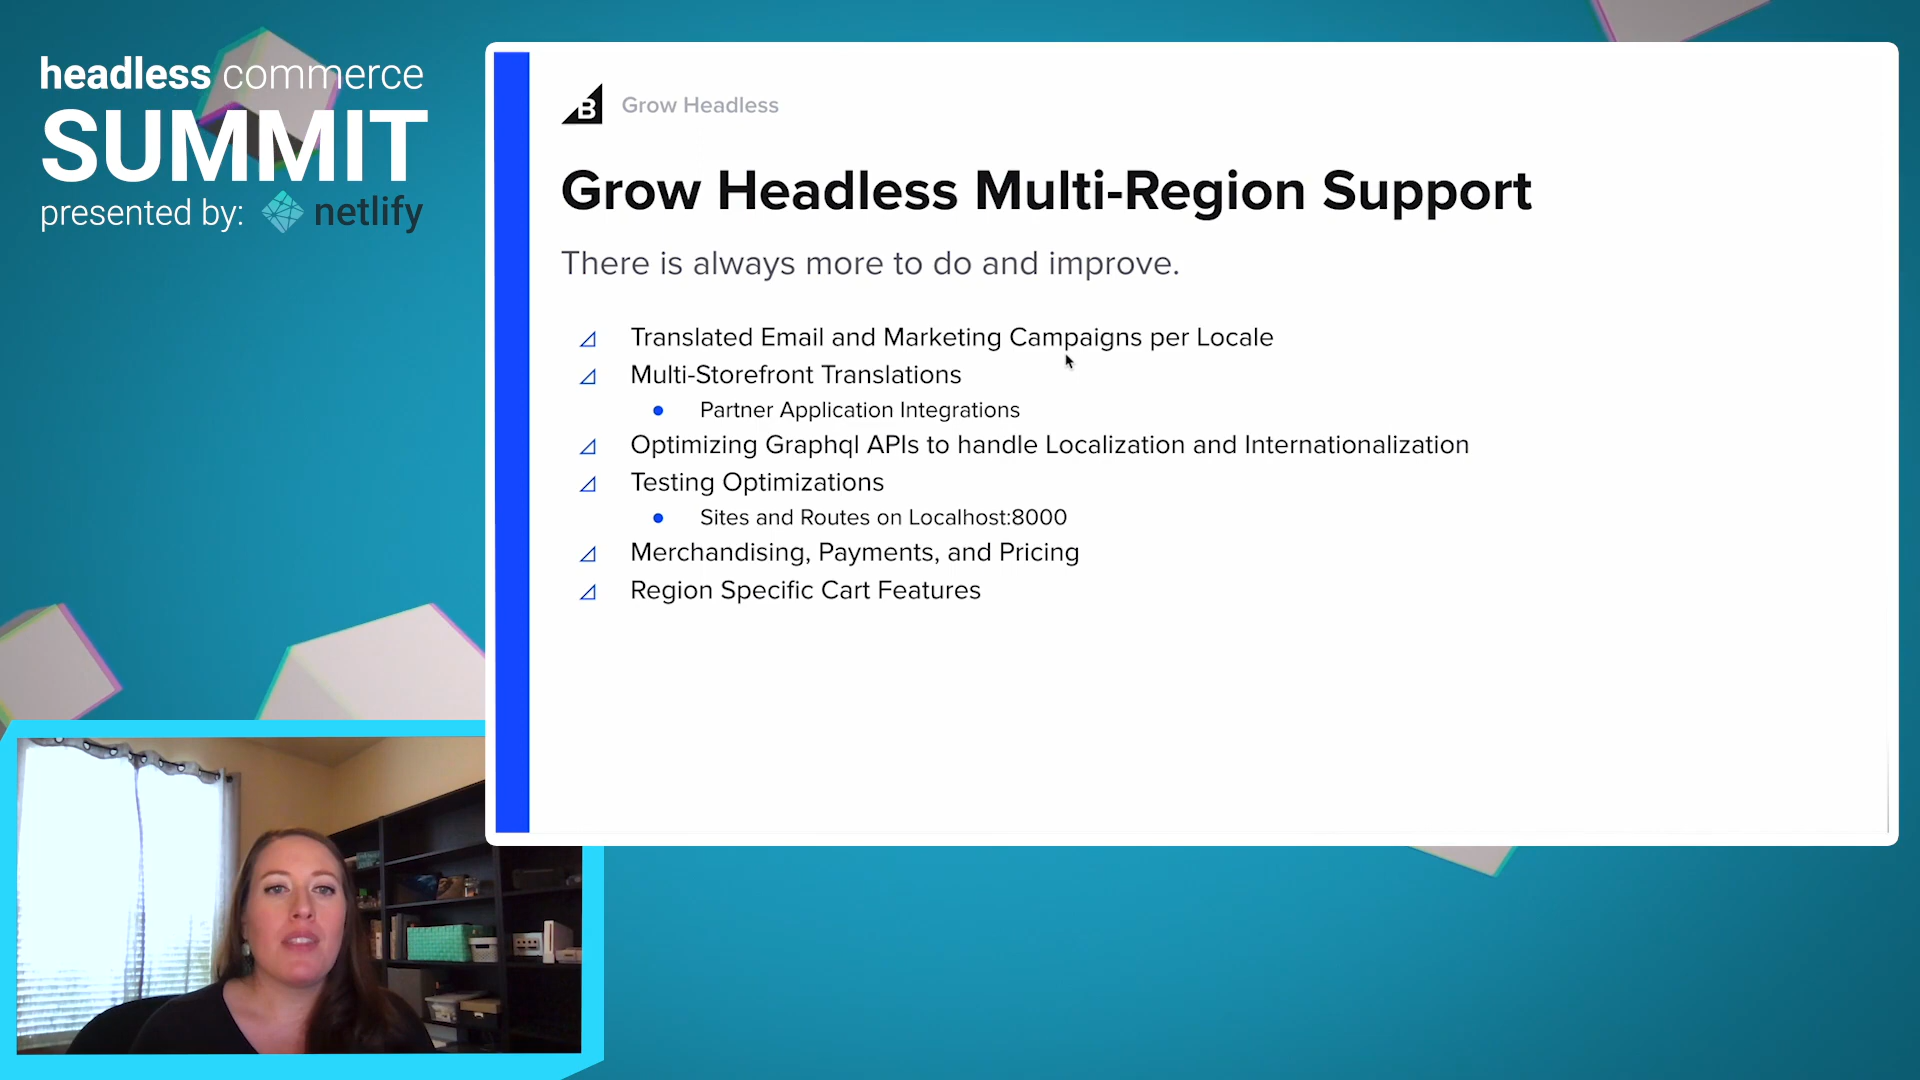 headless commerce
SUMMIT
presented by: netlify
B Grow Headless
Grow Headless Multi-Region Support
There is always more to do and improve.
Translated Email and Marketing Campaigns per Locale
Multi-Storefront Translations
Partner Application Integrations
Optimizing Graphql APIs to handle Localization and Internationalization
Testing Optimizations
Sites and Routes on Localhost:8000
Merchandising, Payments, and Pricing
Region Specific Cart Features